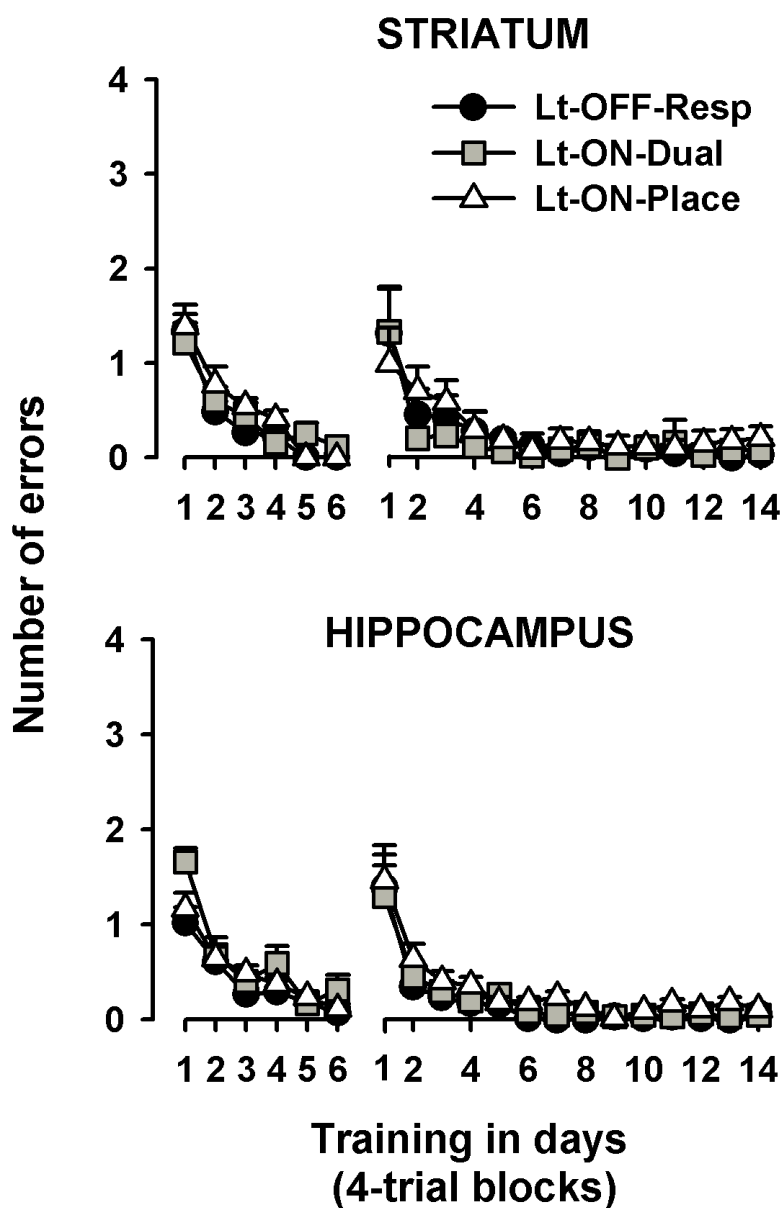 STRIATUM
4
3
2
1
0
Lt-OFF-Resp
Lt-ON-Dual
Lt-ON-Place
1 2 3 4 5 6 1 2 4 6 8 10 12 14
Number of errors
HIPPOCAMPUS
4
3
2
1
0
1 2 3 4 5 6 1 2 4 6 8 10 12 14
Training in days
(4-trial blocks)